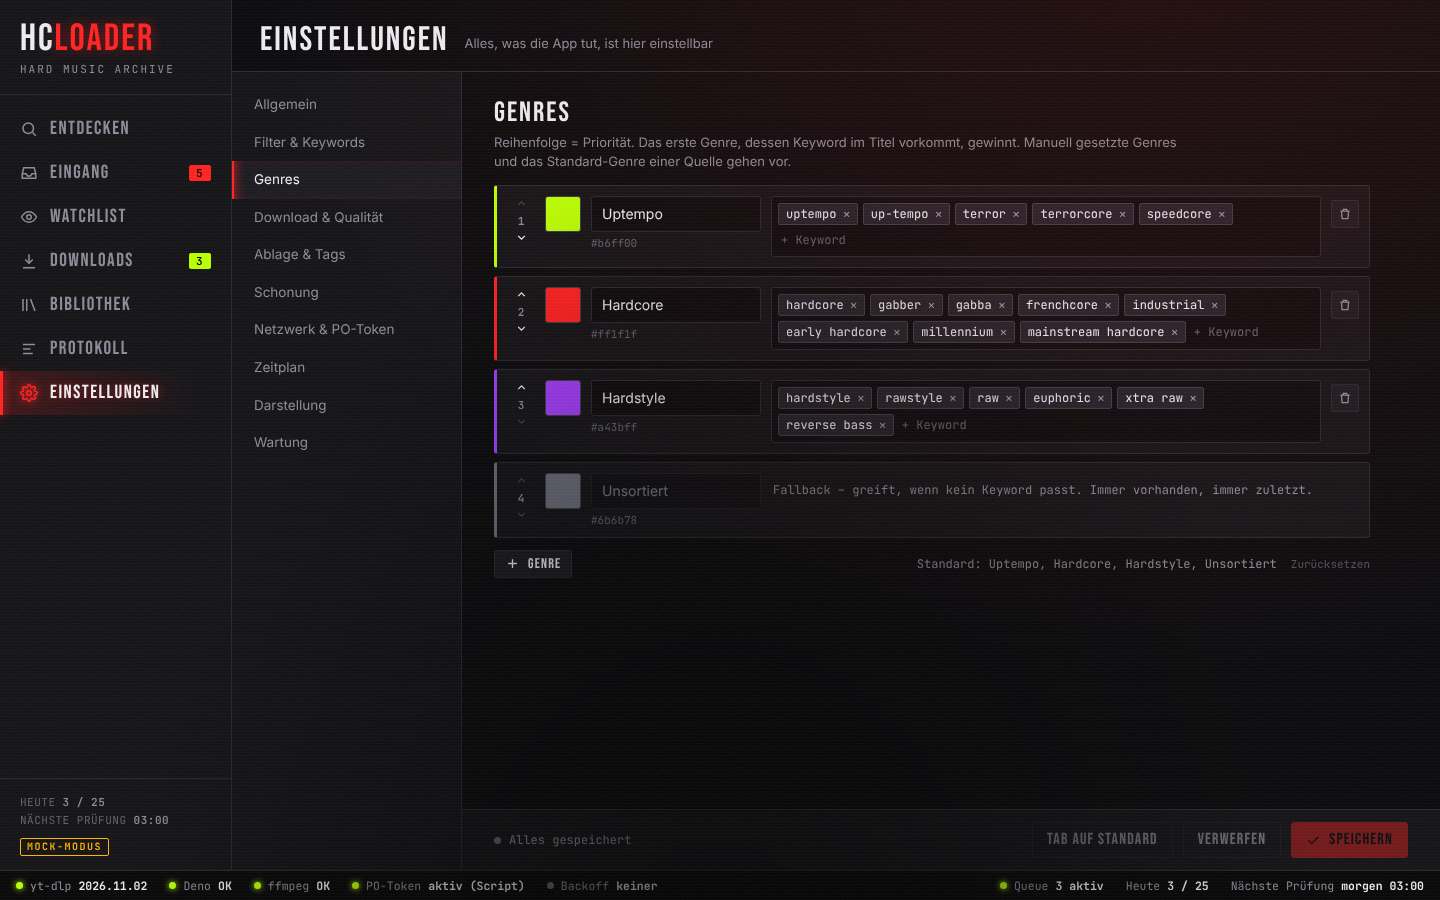 HCLOADER
HARD MUSIC ARCHIVE
ENTDECKEN
EINGANG 5
WATCHLIST
DOWNLOADS 3
BIBLIOTHEK
PROTOKOLL
EINSTELLUNGEN
HEUTE 3 / 25
NÄCHSTE PRÜFUNG 03:00
MOCK-MODUS
EINSTELLUNGEN Alles, was die App tut, ist hier einstellbar
Allgemein
Filter & Keywords
Genres
Download & Qualität
Ablage & Tags
Schonung
Netzwerk & PO-Token
Zeitplan
Darstellung
Wartung
GENRES
Reihenfolge = Priorität. Das erste Genre, dessen Keyword im Titel vorkommt, gewinnt. Manuell gesetzte Genres
und das Standard-Genre einer Quelle gehen vor.
1 Uptempo uptempo × up-tempo × terror × terrorcore × speedcore ×
#b6ff00 + Keyword
2 Hardcore hardcore × gabber × gabba × frenchcore × industrial ×
#ff1f1f early hardcore × millennium × mainstream hardcore × + Keyword
3 Hardstyle hardstyle × rawstyle × raw × euphoric × xtra raw ×
#a43bff reverse bass × + Keyword
4 Unsortiert Fallback – greift, wenn kein Keyword passt. Immer vorhanden, immer zuletzt.
#6b6b78
+ GENRE Standard: Uptempo, Hardcore, Hardstyle, Unsortiert Zurücksetzen
Alles gespeichert TAB AUF STANDARD VERWERFEN SPEICHERN
yt-dlp 2026.11.02 Deno OK ffmpeg OK PO-Token aktiv (Script) Backoff keiner Queue 3 aktiv Heute 3 / 25 Nächste Prüfung morgen 03:00